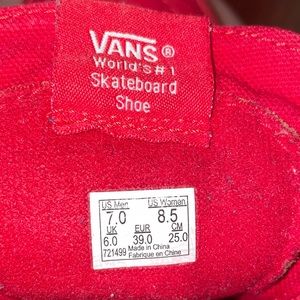 VANS®
World's #1
Skateboard
Shoe
US Men US Woman
7.0 8.5
UK EUR CM
6.0 39.0 25.0
721499 Made in China
Fabrique en Chine